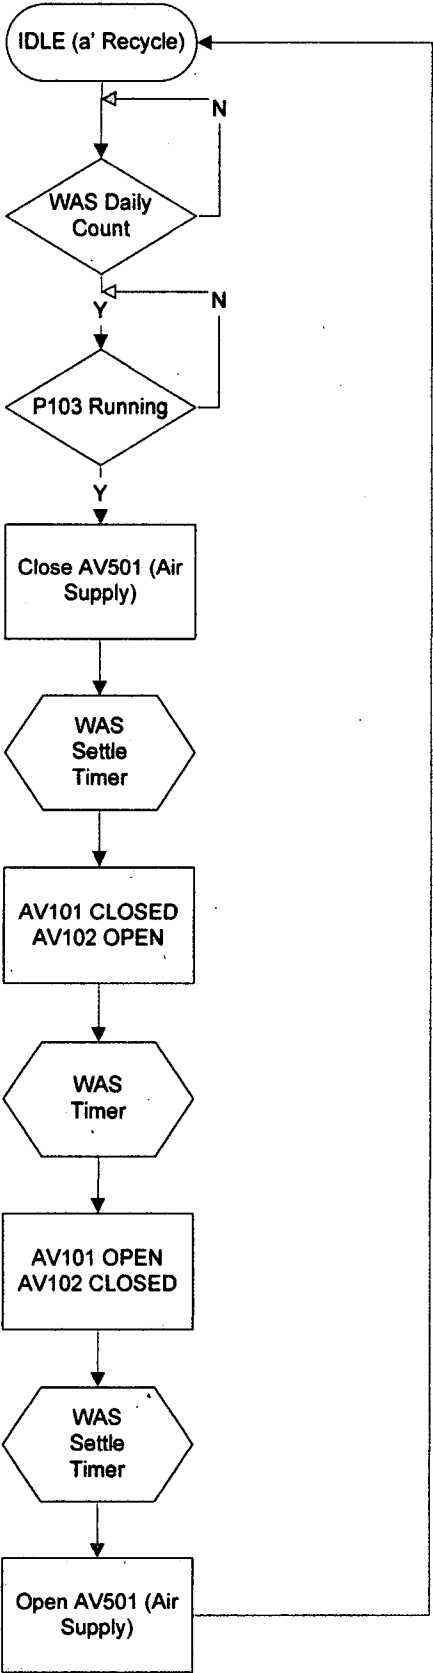 IDLE (a' Recycle)
N
WAS Daily
Count
N
Y
P103 Running
Y
Close AV501 (Air
Supply)
WAS
Settle
Timer
AV101 CLOSED
AV102 OPEN
WAS
Timer
AV101 OPEN
AV102 CLOSED
WAS
Settle
Timer
Open AV501 (Air
Supply)